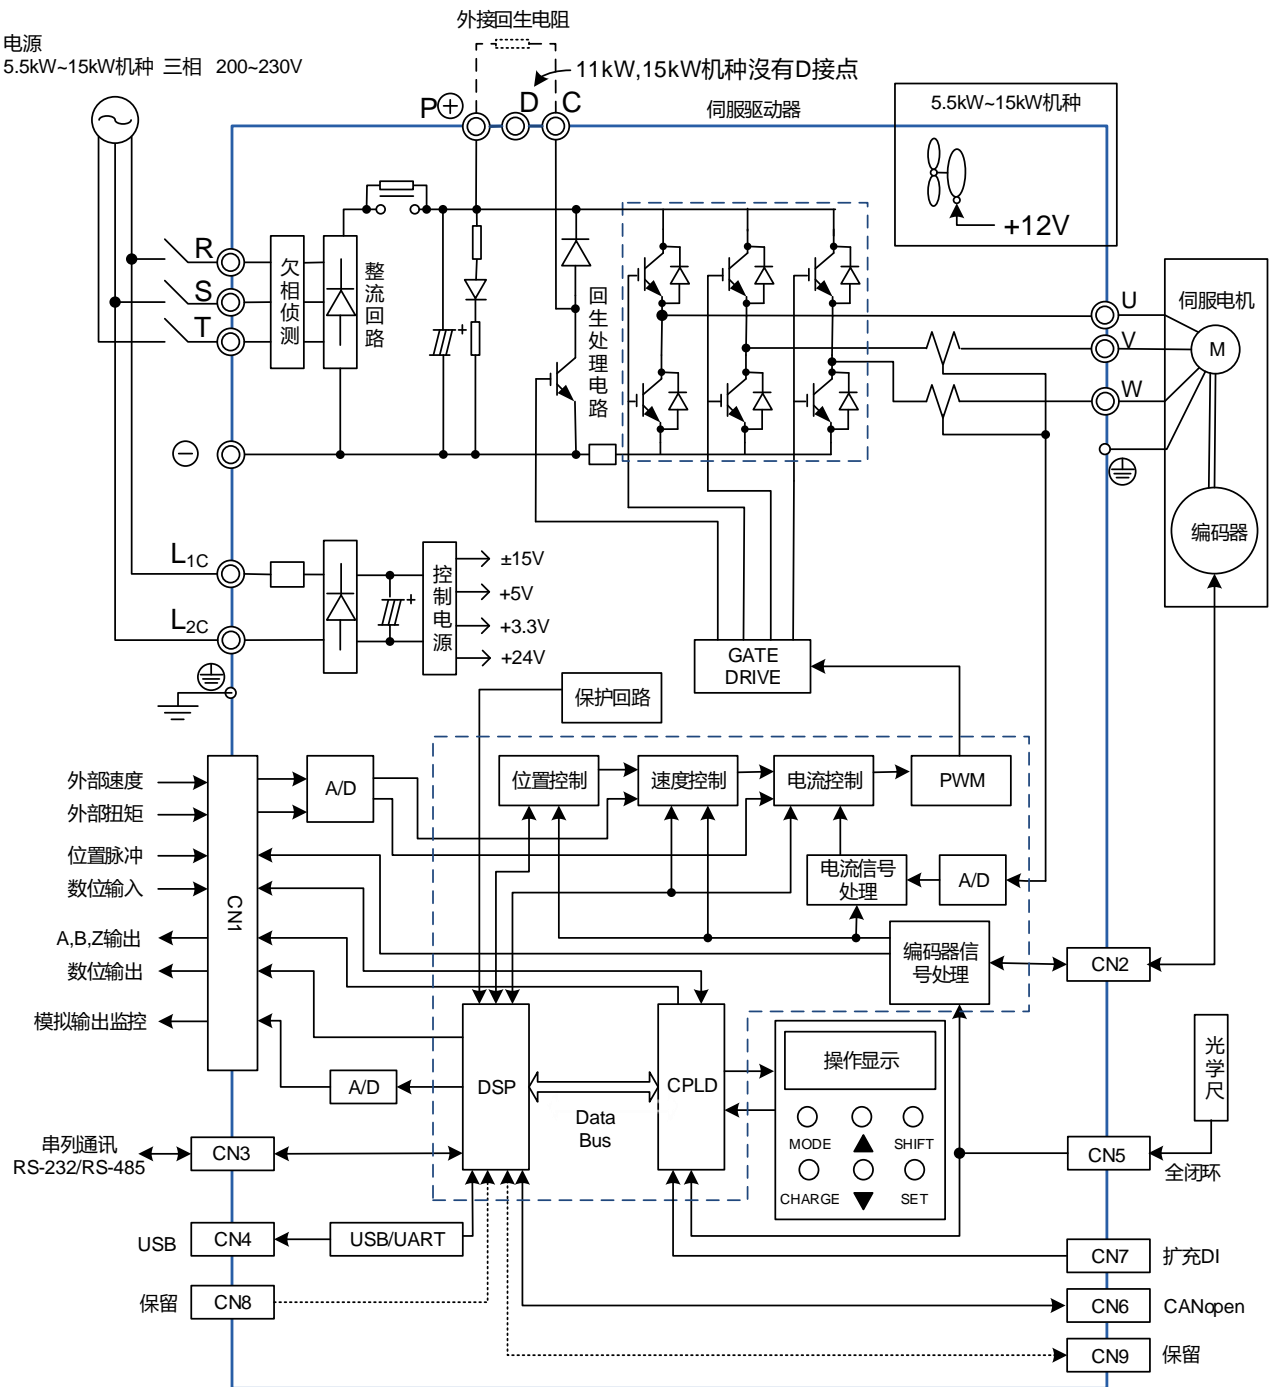 外接回生电阻
电源
5.5kW~15kW机种 三相 200~230V
11kW,15kW机种沒有D接点
P
D
C
伺服驱动器
5.5kW~15kW机种
+12V
R
S
T
欠相侦测
整流回路
+
回生处理电路
U
V
W
伺服电机
M
编码器
L1C
L2C
+
控制电源
±15V
+5V
+3.3V
+24V
GATE
DRIVE
保护回路
外部速度
外部扭矩
位置脉冲
数位输入
A,B,Z输出
数位输出
模拟输出监控
CN1
A/D
位置控制
速度控制
电流控制
PWM
电流信号
处理
A/D
编码器信
号处理
CN2
A/D
DSP
Data
Bus
CPLD
操作显示
MODE
SHIFT
CHARGE
SET
光学尺
串列通讯
RS-232/RS-485
CN3
CN5
全闭环
USB
CN4
USB/UART
CN7
扩充DI
保留
CN8
CN6
CANopen
CN9
保留